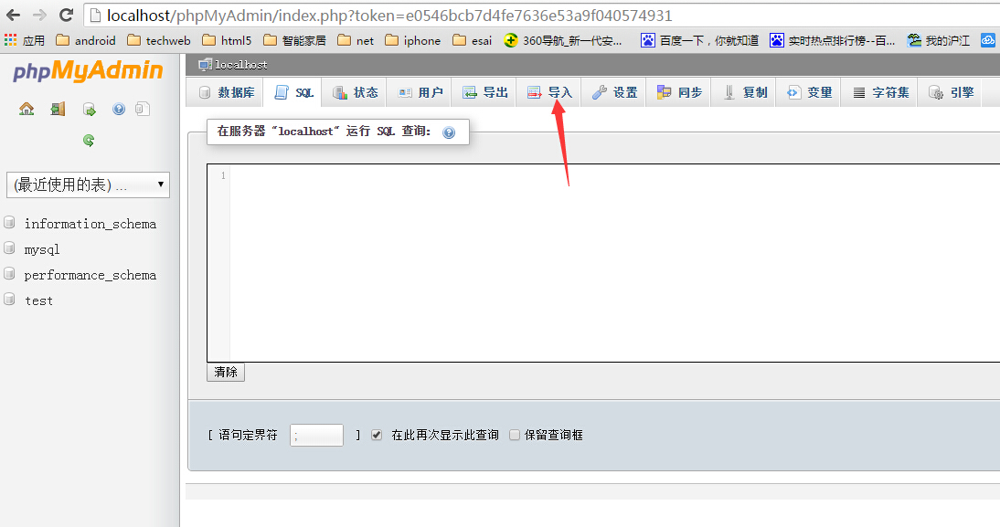 localhost/phpMyAdmin/index.php?token=e0546bcb7d4fe7636e53a9f040574931
应用 android techweb html5 智能家居 net iphone esai 360导航_新一代安... 百度一下，你就知道 实时热点排行榜--百... 我的沪江
phpMyAdmin
localhost
数据库 SQL 状态 用户 导出 导入 设置 同步 复制 变量 字符集 引擎
在服务器 “localhost” 运行 SQL 查询:
(最近使用的表) ...
information_schema
mysql
performance_schema
test
1
清除
[ 语句定界符 ; ] 在此再次显示此查询 保留查询框